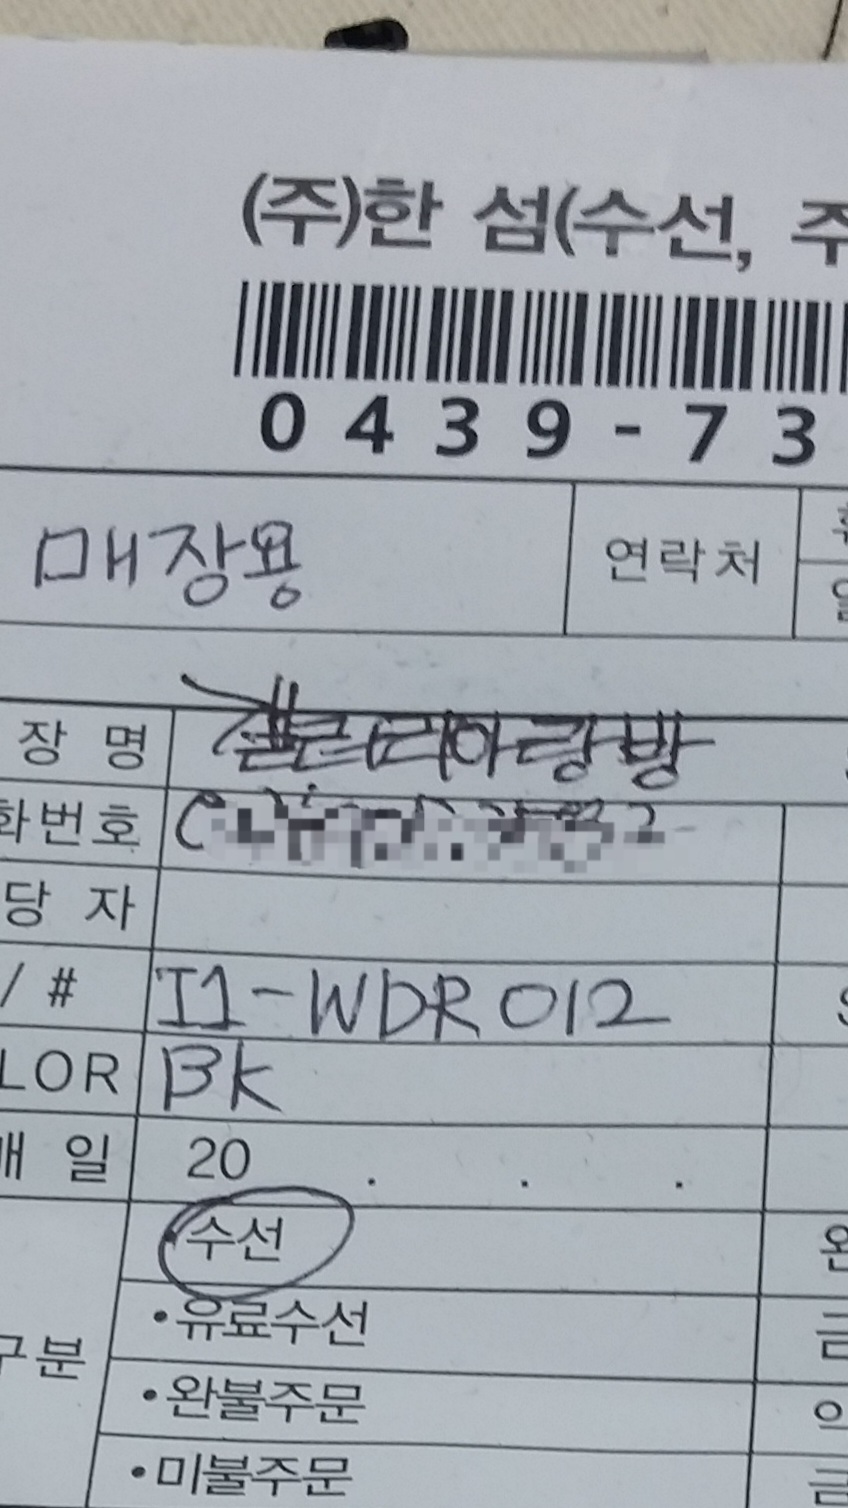 (주)한 섬(수선, 주
0439-73
매장용 연락처
장 명
화번호
당 자
/ # I1-WDR012
LOR BK
매 일 20 . . .
구분
수선
•유료수선
•완불주문
•미불주문